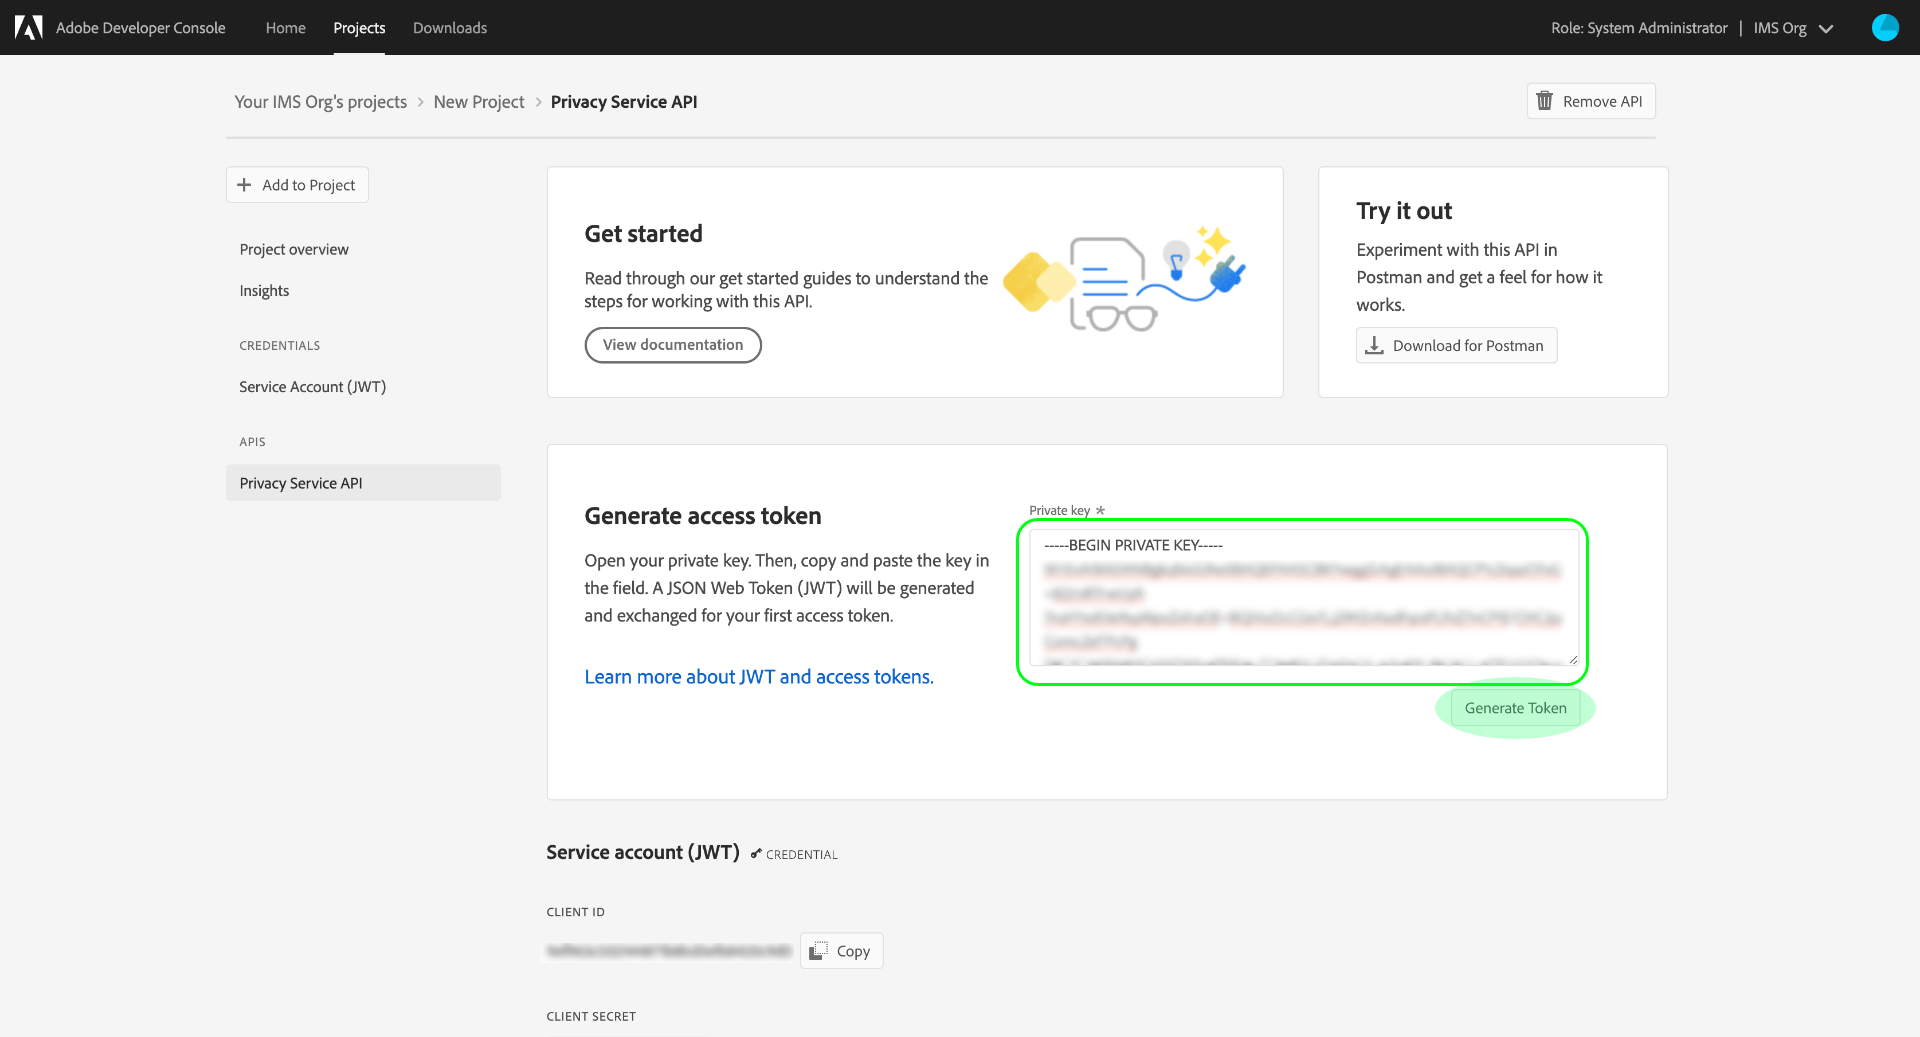 Adobe Developer Console Home Projects Downloads Role: System Administrator | IMS Org
Your IMS Org's projects > New Project > Privacy Service API
Remove API
Add to Project
Project overview
Insights
CREDENTIALS
Service Account (JWT)
APIS
Privacy Service API
Get started
Read through our get started guides to understand the
steps for working with this API.
View documentation
Try it out
Experiment with this API in
Postman and get a feel for how it
works.
Download for Postman
Generate access token
Open your private key. Then, copy and paste the key in
the field. A JSON Web Token (JWT) will be generated
and exchanged for your first access token.
Learn more about JWT and access tokens.
Private key *
-----BEGIN PRIVATE KEY-----
Generate Token
Service account (JWT) CREDENTIAL
CLIENT ID
Copy
CLIENT SECRET